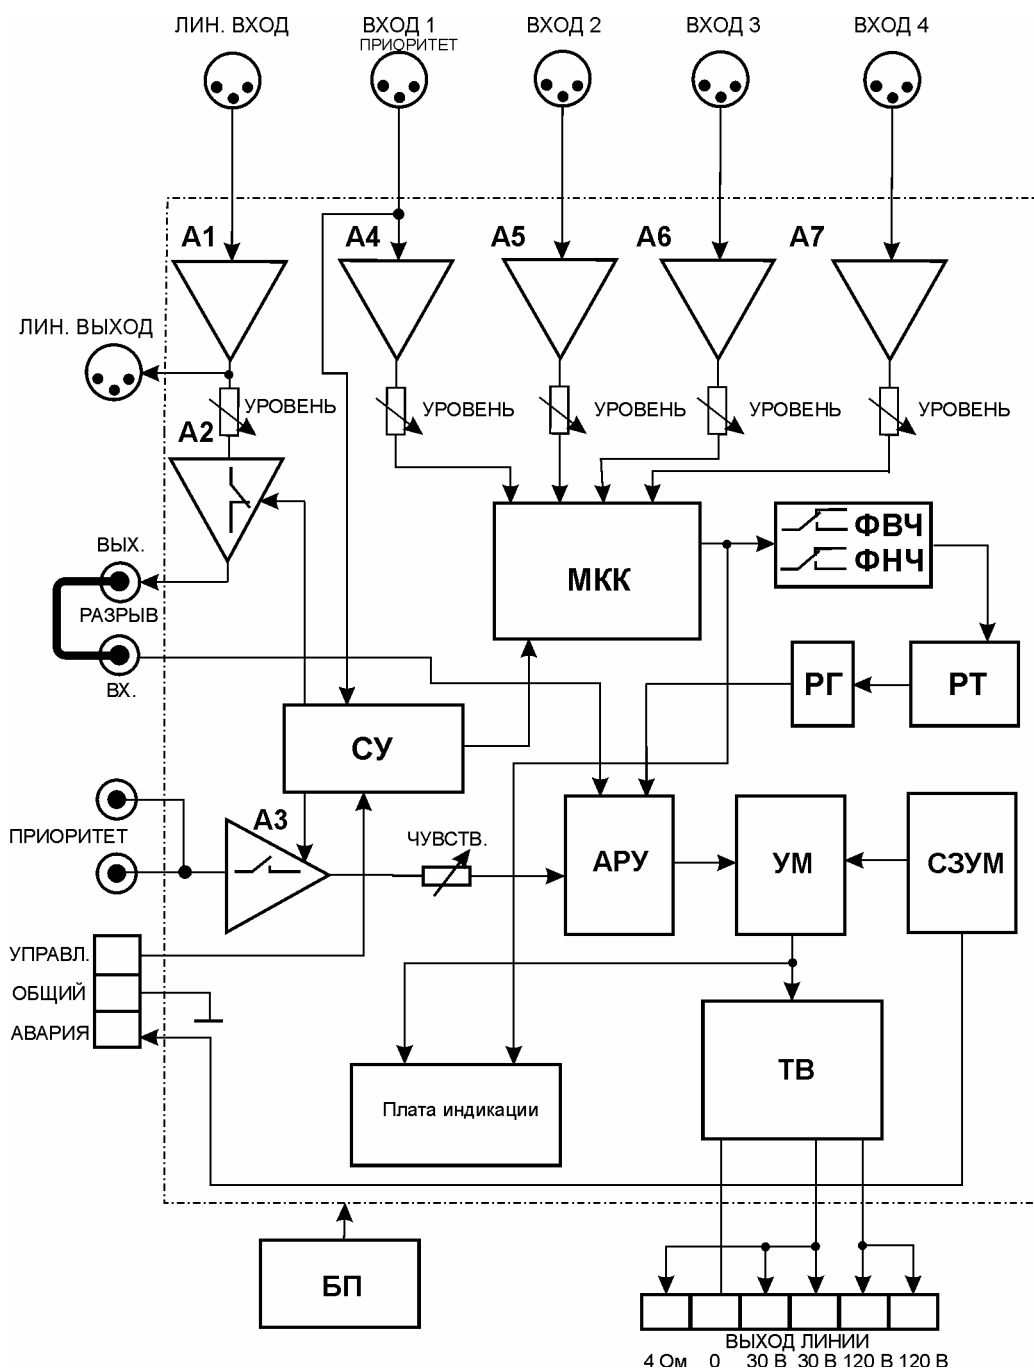 ЛИН. ВХОД
ВХОД 1
ПРИОРИТЕТ
ВХОД 2
ВХОД 3
ВХОД 4
А1
А4
А5
А6
А7
ЛИН. ВЫХОД
УРОВЕНЬ
УРОВЕНЬ
УРОВЕНЬ
УРОВЕНЬ
УРОВЕНЬ
А2
ВЫХ.
РАЗРЫВ
ВХ.
МКК
ФВЧ
ФНЧ
РГ
РТ
СУ
ПРИОРИТЕТ
А3
ЧУВСТВ.
АРУ
УМ
СЗУМ
УПРАВЛ.
ОБЩИЙ
АВАРИЯ
ТВ
Плата индикации
БП
ВЫХОД ЛИНИИ
4 Ом 0 30 В 30 В 120 В 120 В